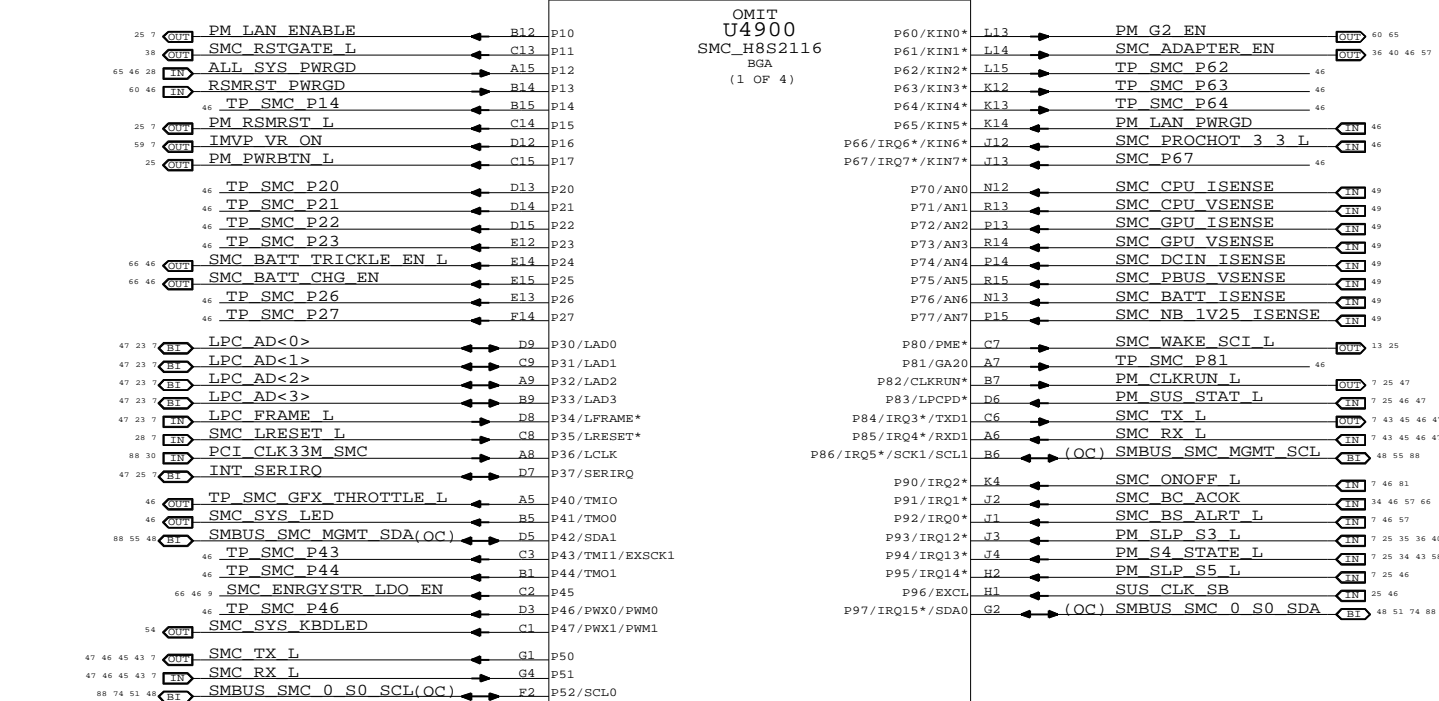 OMIT
U4900
SMC_H8S2116
BGA
(1 OF 4)
25 7 OUT PM_LAN_ENABLE B12 P10
38 OUT SMC_RSTGATE_L C13 P11
65 46 28 IN ALL_SYS_PWRGD A15 P12
60 46 IN RSMRST_PWRGD B14 P13
46 TP_SMC_P14 B15 P14
25 7 OUT PM_RSMRST_L C14 P15
59 7 OUT IMVP_VR_ON D12 P16
25 OUT PM_PWRBTN_L C15 P17
46 TP_SMC_P20 D13 P20
46 TP_SMC_P21 D14 P21
46 TP_SMC_P22 D15 P22
46 TP_SMC_P23 E12 P23
66 46 OUT SMC_BATT_TRICKLE_EN_L E14 P24
66 46 OUT SMC_BATT_CHG_EN E15 P25
46 TP_SMC_P26 E13 P26
46 TP_SMC_P27 F14 P27
47 23 7 BI LPC_AD<0> D9 P30/LAD0
47 23 7 BI LPC_AD<1> C9 P31/LAD1
47 23 7 BI LPC_AD<2> A9 P32/LAD2
47 23 7 BI LPC_AD<3> B9 P33/LAD3
47 23 7 IN LPC_FRAME_L D8 P34/LFRAME*
28 7 IN SMC_LRESET_L C8 P35/LRESET*
88 30 IN PCI_CLK33M_SMC A8 P36/LCLK
47 25 7 BI INT_SERIRQ D7 P37/SERIRQ
46 OUT TP_SMC_GFX_THROTTLE_L A5 P40/TMIO
46 OUT SMC_SYS_LED B5 P41/TMO0
88 55 48 BI SMBUS_SMC_MGMT_SDA(OC) D5 P42/SDA1
46 TP_SMC_P43 C3 P43/TMI1/EXSCK1
46 TP_SMC_P44 B1 P44/TMO1
66 46 9 SMC_ENRGYSTR_LDO_EN C2 P45
46 TP_SMC_P46 D3 P46/PWX0/PWM0
54 OUT SMC_SYS_KBDLED C1 P47/PWX1/PWM1
47 46 45 43 7 OUT SMC_TX_L G1 P50
47 46 45 43 7 IN SMC_RX_L G4 P51
88 74 51 48 BI SMBUS_SMC_0_S0_SCL(OC) F2 P52/SCL0
P60/KIN0* L13 PM_G2_EN OUT 60 65
P61/KIN1* L14 SMC_ADAPTER_EN OUT 36 40 46 57
P62/KIN2* L15 TP_SMC_P62 46
P63/KIN3* K12 TP_SMC_P63 46
P64/KIN4* K13 TP_SMC_P64 46
P65/KIN5* K14 PM_LAN_PWRGD IN 46
P66/IRQ6*/KIN6* J12 SMC_PROCHOT_3_3_L IN 46
P67/IRQ7*/KIN7* J13 SMC_P67 46
P70/AN0 N12 SMC_CPU_ISENSE IN 49
P71/AN1 R13 SMC_CPU_VSENSE IN 49
P72/AN2 P13 SMC_GPU_ISENSE IN 49
P73/AN3 R14 SMC_GPU_VSENSE IN 49
P74/AN4 P14 SMC_DCIN_ISENSE IN 49
P75/AN5 R15 SMC_PBUS_VSENSE IN 49
P76/AN6 N13 SMC_BATT_ISENSE IN 49
P77/AN7 P15 SMC_NB_1V25_ISENSE IN 49
P80/PME* C7 SMC_WAKE_SCI_L OUT 13 25
P81/GA20 A7 TP_SMC_P81 46
P82/CLKRUN* B7 PM_CLKRUN_L OUT 7 25 47
P83/LPCPD* D6 PM_SUS_STAT_L IN 7 25 46 47
P84/IRQ3*/TXD1 C6 SMC_TX_L OUT 7 43 45 46
P85/IRQ4*/RXD1 A6 SMC_RX_L IN 7 43 45 46
P86/IRQ5*/SCK1/SCL1 B6 (OC) SMBUS_SMC_MGMT_SCL BI 48 55 88
P90/IRQ2* K4 SMC_ONOFF_L IN 7 46 81
P91/IRQ1* J2 SMC_BC_ACOK IN 34 46 57 66
P92/IRQ0* J1 SMC_BS_ALRT_L IN 7 46 57
P93/IRQ12* J3 PM_SLP_S3_L IN 7 25 35 36
P94/IRQ13* J4 PM_S4_STATE_L IN 7 25 34 43
P95/IRQ14* H2 PM_SLP_S5_L IN 7 25 46
P96/EXCL H1 SUS_CLK_SB IN 25 46
P97/IRQ15*/SDA0 G2 (OC) SMBUS_SMC_0_S0_SDA BI 48 51 74 88